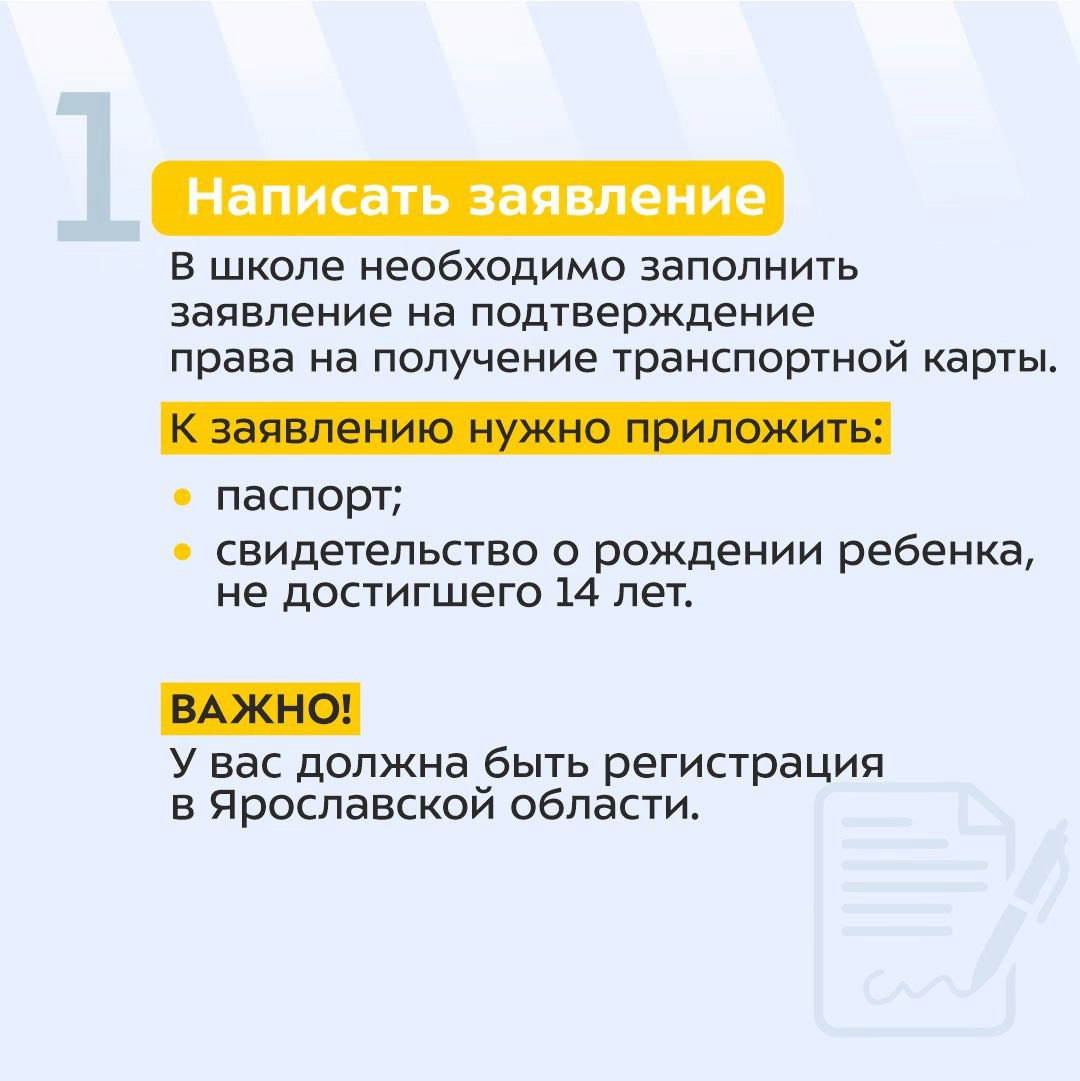 1
Написать заявление
В школе необходимо заполнить
заявление на подтверждение
права на получение транспортной карты.
К заявлению нужно приложить:
• паспорт;
• свидетельство о рождении ребенка,
не достигшего 14 лет.
ВАЖНО!
У вас должна быть регистрация
в Ярославской области.